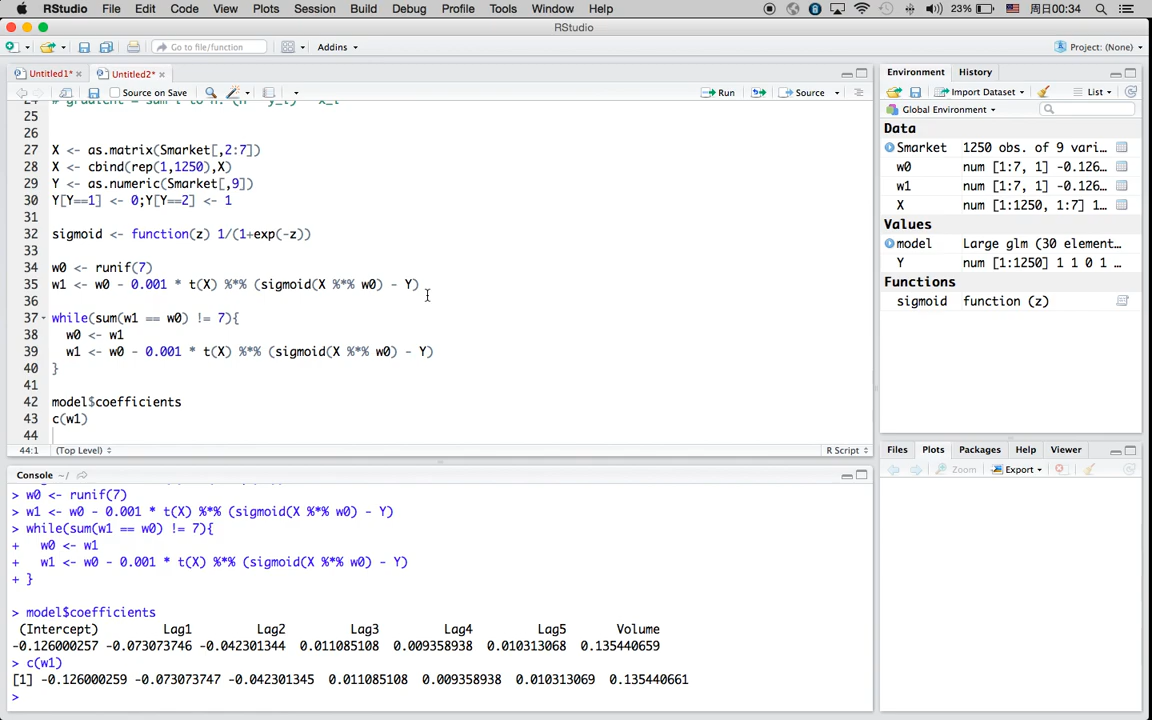 RStudio File Edit Code View Plots Session Build Debug Profile Tools Window Help 23% 周日00:34
RStudio
Go to file/function Addins Project: (None)
Untitled1* Untitled2*
Source on Save Run Source
25
26
27 X <- as.matrix(Smarket[,2:7])
28 X <- cbind(rep(1,1250),X)
29 Y <- as.numeric(Smarket[,9])
30 Y[Y==1] <- 0;Y[Y==2] <- 1
31
32 sigmoid <- function(z) 1/(1+exp(-z))
33
34 w0 <- runif(7)
35 w1 <- w0 - 0.001 * t(X) %*% (sigmoid(X %*% w0) - Y)
36
37 while(sum(w1 == w0) != 7){
38 w0 <- w1
39 w1 <- w0 - 0.001 * t(X) %*% (sigmoid(X %*% w0) - Y)
40 }
41
42 model$coefficients
43 c(w1)
44
44:1 (Top Level) R Script
Console ~/
> w0 <- runif(7)
> w1 <- w0 - 0.001 * t(X) %*% (sigmoid(X %*% w0) - Y)
> while(sum(w1 == w0) != 7){
+ w0 <- w1
+ w1 <- w0 - 0.001 * t(X) %*% (sigmoid(X %*% w0) - Y)
+ }
> model$coefficients
(Intercept) Lag1 Lag2 Lag3 Lag4 Lag5 Volume
-0.126000257 -0.073073746 -0.042301344 0.011085108 0.009358938 0.010313068 0.135440659
> c(w1)
[1] -0.126000259 -0.073073747 -0.042301345 0.011085108 0.009358938 0.010313069 0.135440661
>
Environment History
Import Dataset List
Global Environment
Data
Smarket 1250 obs. of 9 vari...
w0 num [1:7, 1] -0.126...
w1 num [1:7, 1] -0.126...
X num [1:1250, 1:7] 1...
Values
model Large glm (30 element...
Y num [1:1250] 1 1 0 1 ...
Functions
sigmoid function (z)
Files Plots Packages Help Viewer
Zoom Export